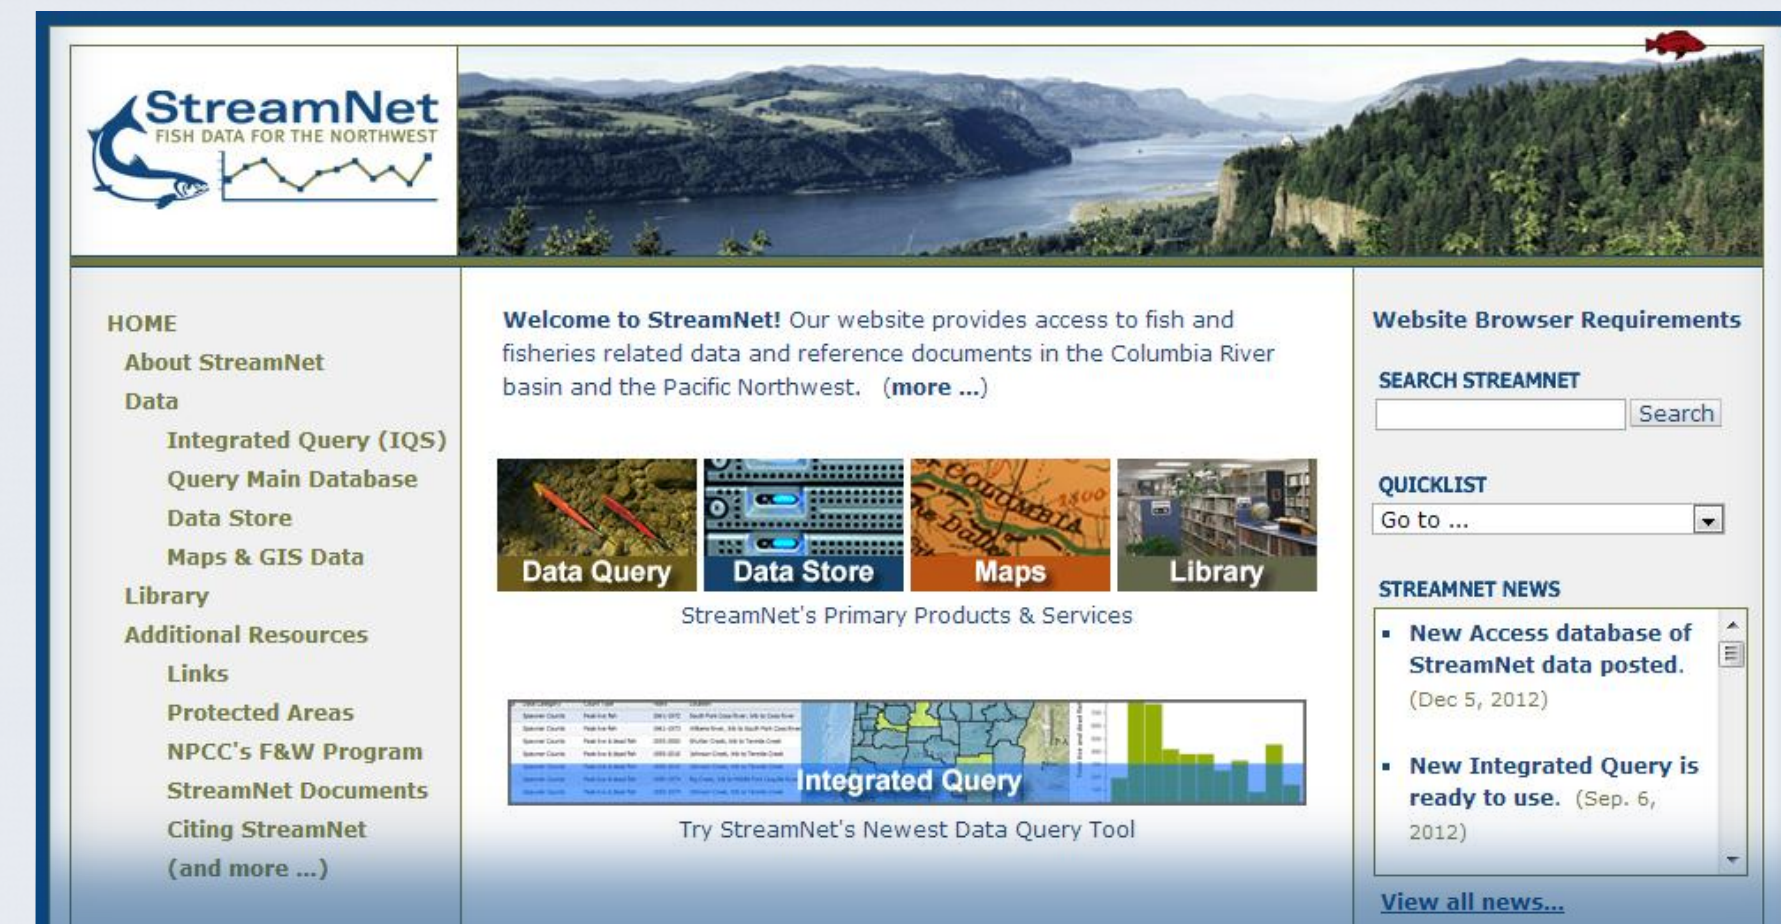 StreamNet
FISH DATA FOR THE NORTHWEST
HOME
About StreamNet
Data
Integrated Query (IQS)
Query Main Database
Data Store
Maps & GIS Data
Library
Additional Resources
Links
Protected Areas
NPCC's F&W Program
StreamNet Documents
Citing StreamNet
(and more ...)
Welcome to StreamNet! Our website provides access to fish and
fisheries related data and reference documents in the Columbia River
basin and the Pacific Northwest. (more ...)
COLUMBIA
1800
The Dalles
Data Query
Data Store
Maps
Library
StreamNet's Primary Products & Services
Integrated Query
Try StreamNet's Newest Data Query Tool
Website Browser Requirements
SEARCH STREAMNET
Search
QUICKLIST
Go to ...
STREAMNET NEWS
▪ New Access database of
StreamNet data posted.
(Dec 5, 2012)
▪ New Integrated Query is
ready to use. (Sep. 6,
2012)
View all news...